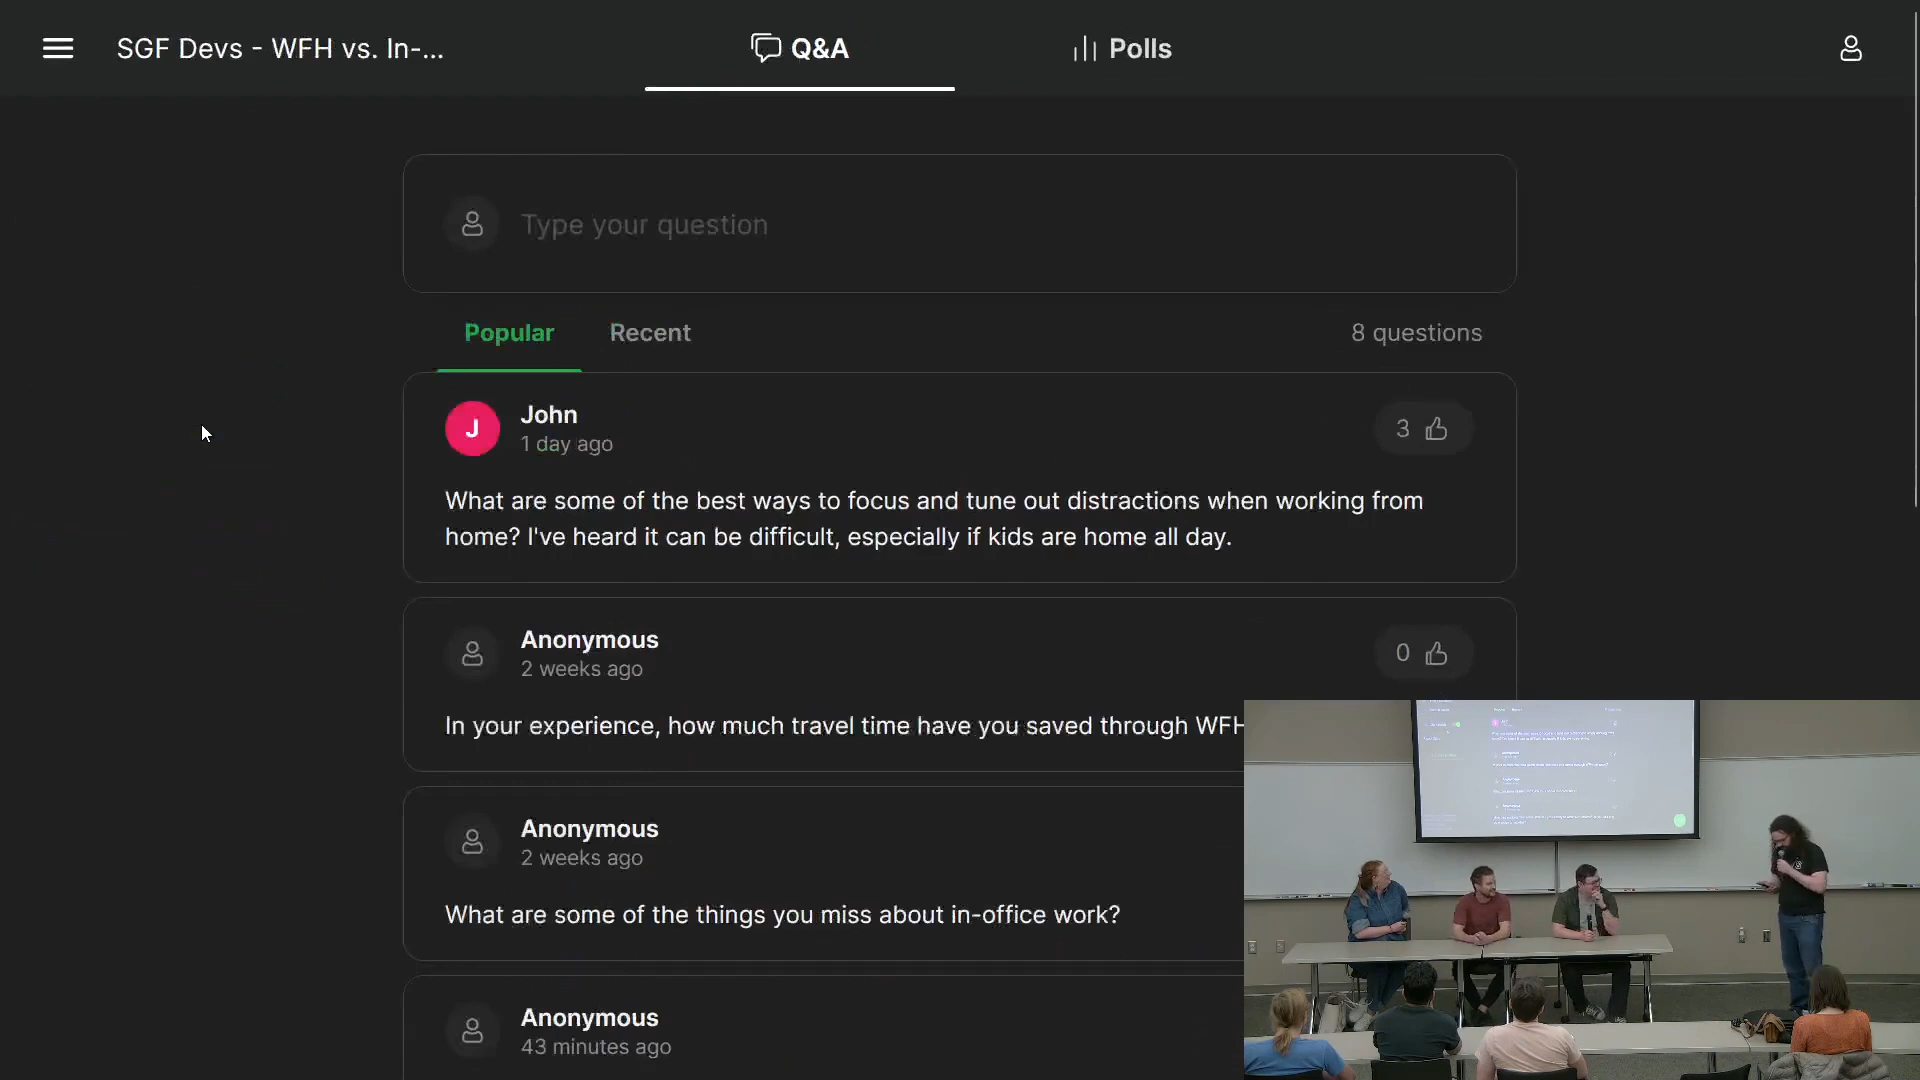 SGF Devs - WFH vs. In-...
Q&A
Polls
Type your question
Popular
Recent
8 questions
J
John
1 day ago
3
What are some of the best ways to focus and tune out distractions when working from
home? I've heard it can be difficult, especially if kids are home all day.
Anonymous
2 weeks ago
0
In your experience, how much travel time have you saved through WFH
Anonymous
2 weeks ago
What are some of the things you miss about in-office work?
Anonymous
43 minutes ago